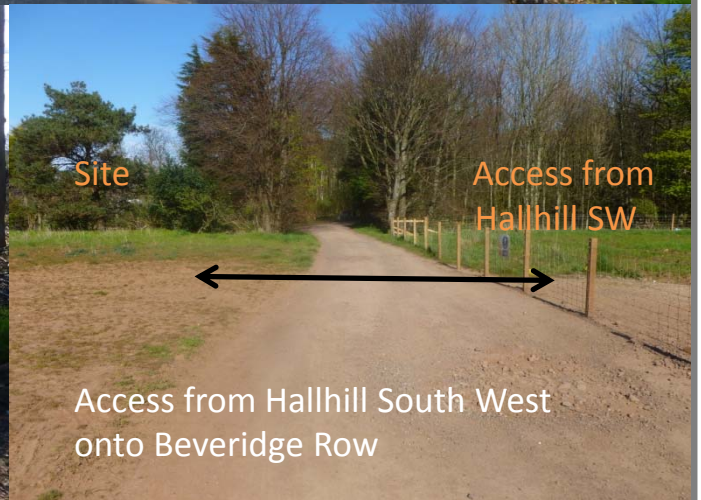 Site
Access from
Hallhill SW
Access from Hallhill South West
onto Beveridge Row